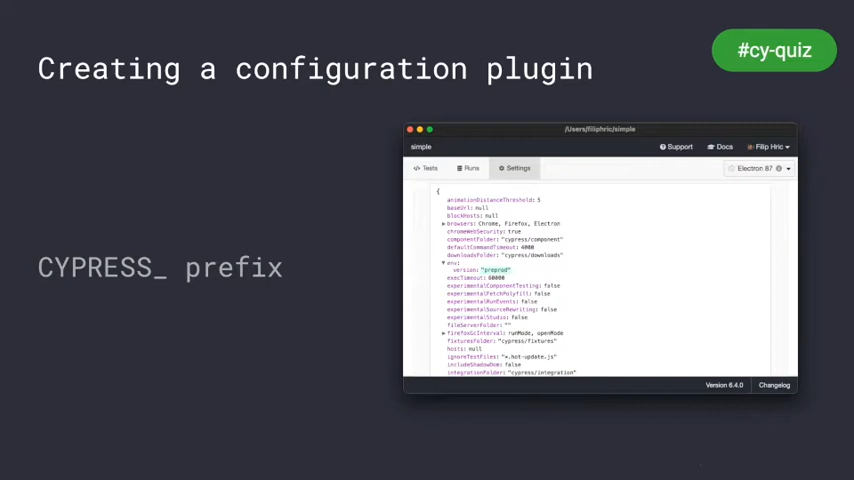 Creating a configuration plugin
#cy-quiz
CYPRESS_ prefix
/Users/filiphric/simple
simple
Support
Docs
Filip Hric
Tests
Runs
Settings
Electron 87
{
animationDistanceThreshold: 5
baseUrl: null
blockHosts: null
browsers: Chrome, Firefox, Electron
chromeWebSecurity: true
componentFolder: "cypress/component"
defaultCommandTimeout: 4000
downloadsFolder: "cypress/downloads"
env:
version: "preprod"
execTimeout: 60000
experimentalComponentTesting: false
experimentalFetchPolyfill: false
experimentalRunEvents: false
experimentalSourceRewriting: false
experimentalStudio: false
fileServerFolder: ""
firefoxGcInterval: runMode, openMode
fixturesFolder: "cypress/fixtures"
hosts: null
ignoreTestFiles: "*.hot-update.js"
includeShadowDom: false
integrationFolder: "cypress/integration"
Version 6.4.0
Changelog